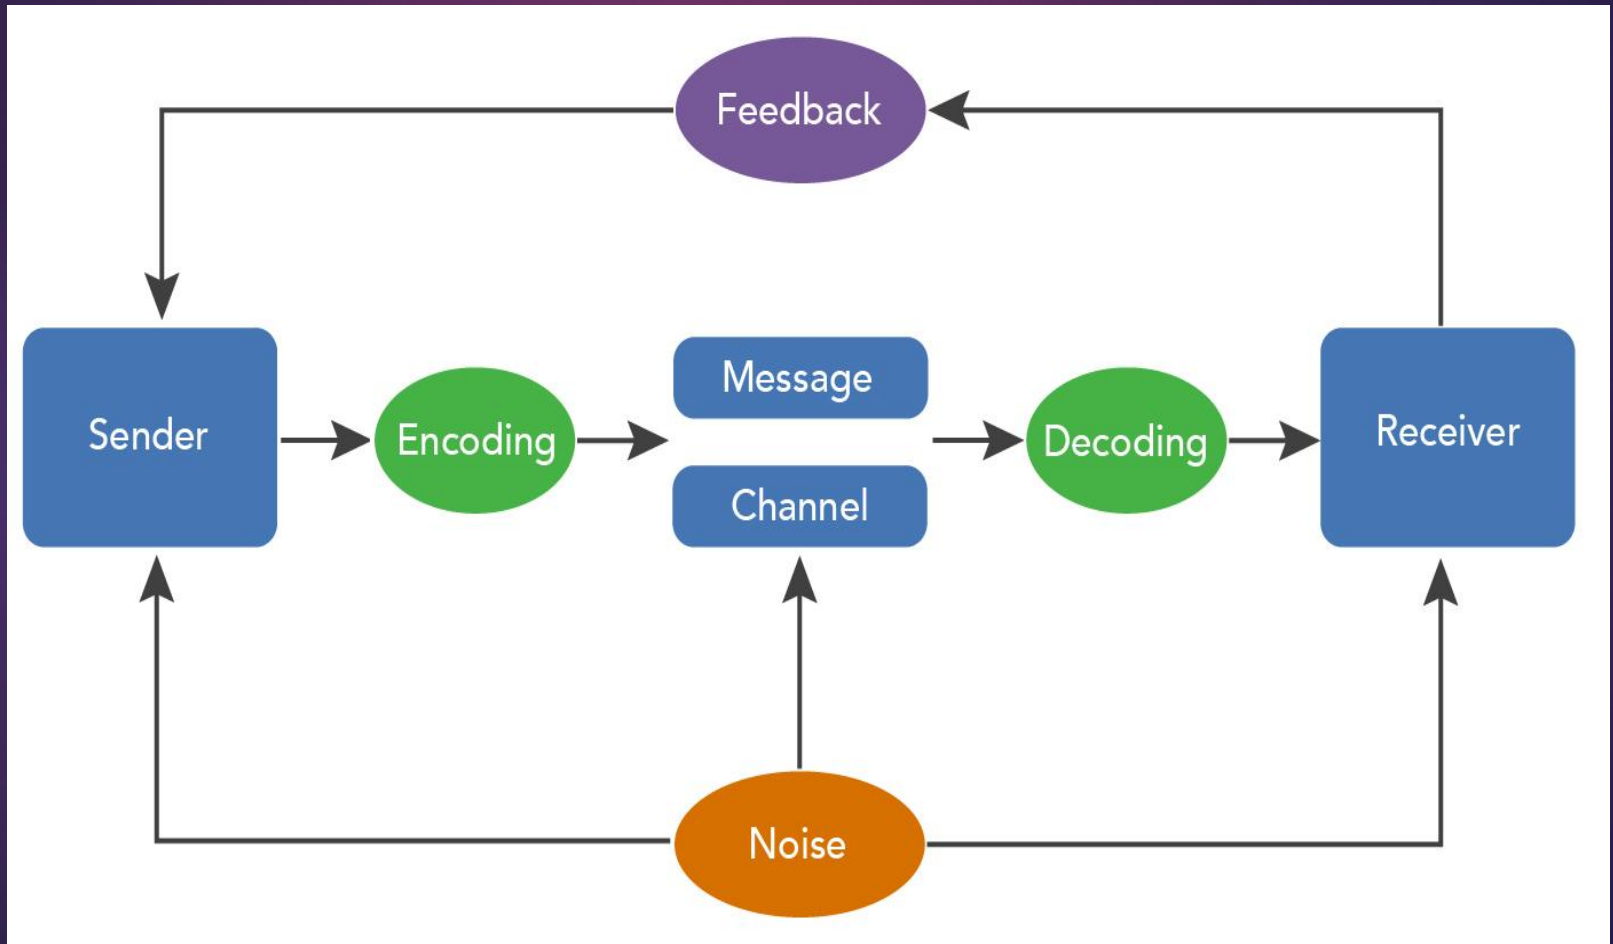 Feedback
Sender
Encoding
Message
Channel
Decoding
Receiver
Noise